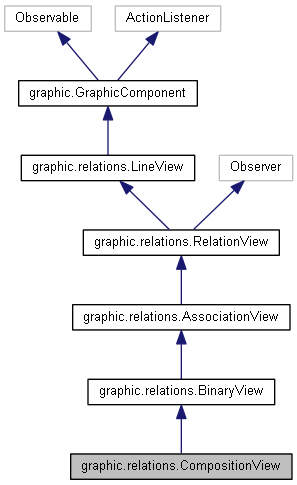 Observable
ActionListener
graphic.GraphicComponent
graphic.relations.LineView
Observer
graphic.relations.RelationView
graphic.relations.AssociationView
graphic.relations.BinaryView
graphic.relations.CompositionView